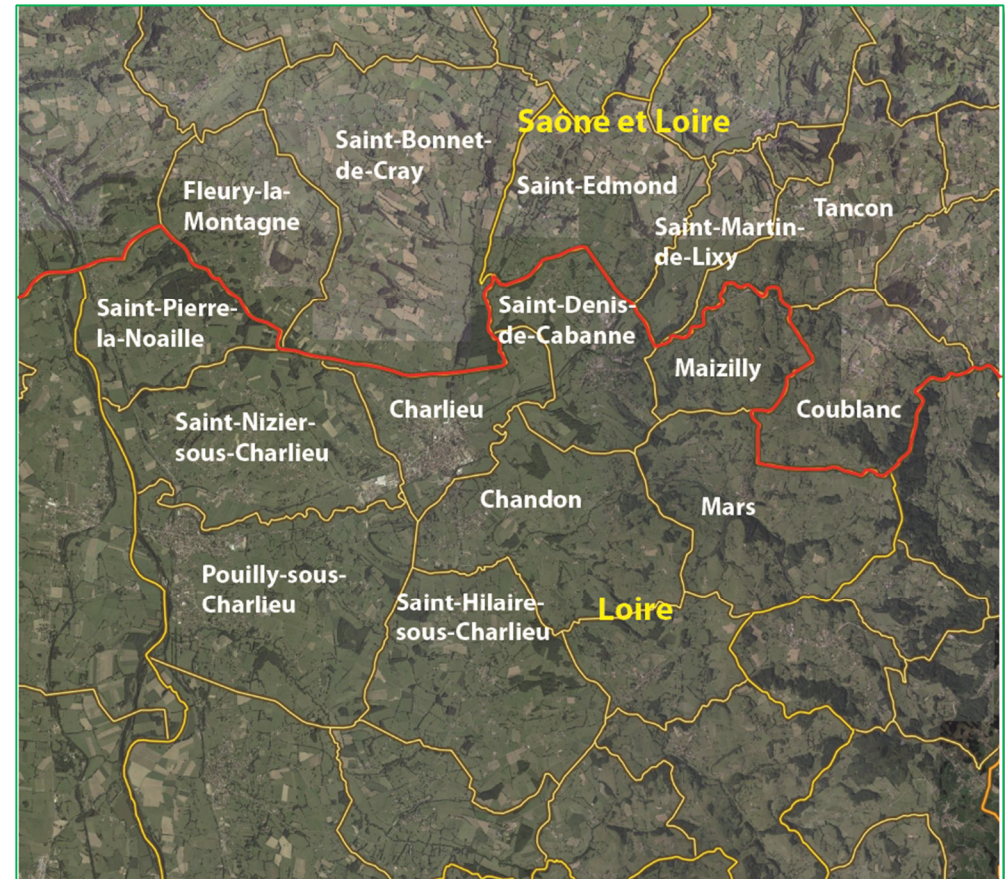 Saône et Loire
Saint-Bonnet-
de-Cray
Saint-Edmond
Fleury-la-
Montagne
Tancon
Saint-Martin-
de-Lixy
Saint-Pierre-
la-Noaille
Saint-Denis-
de-Cabanne
Maizilly
Charlieu
Coublanc
Saint-Nizier-
sous-Charlieu
Chandon
Mars
Pouilly-sous-
Charlieu
Saint-Hilaire-
sous-Charlieu
Loire